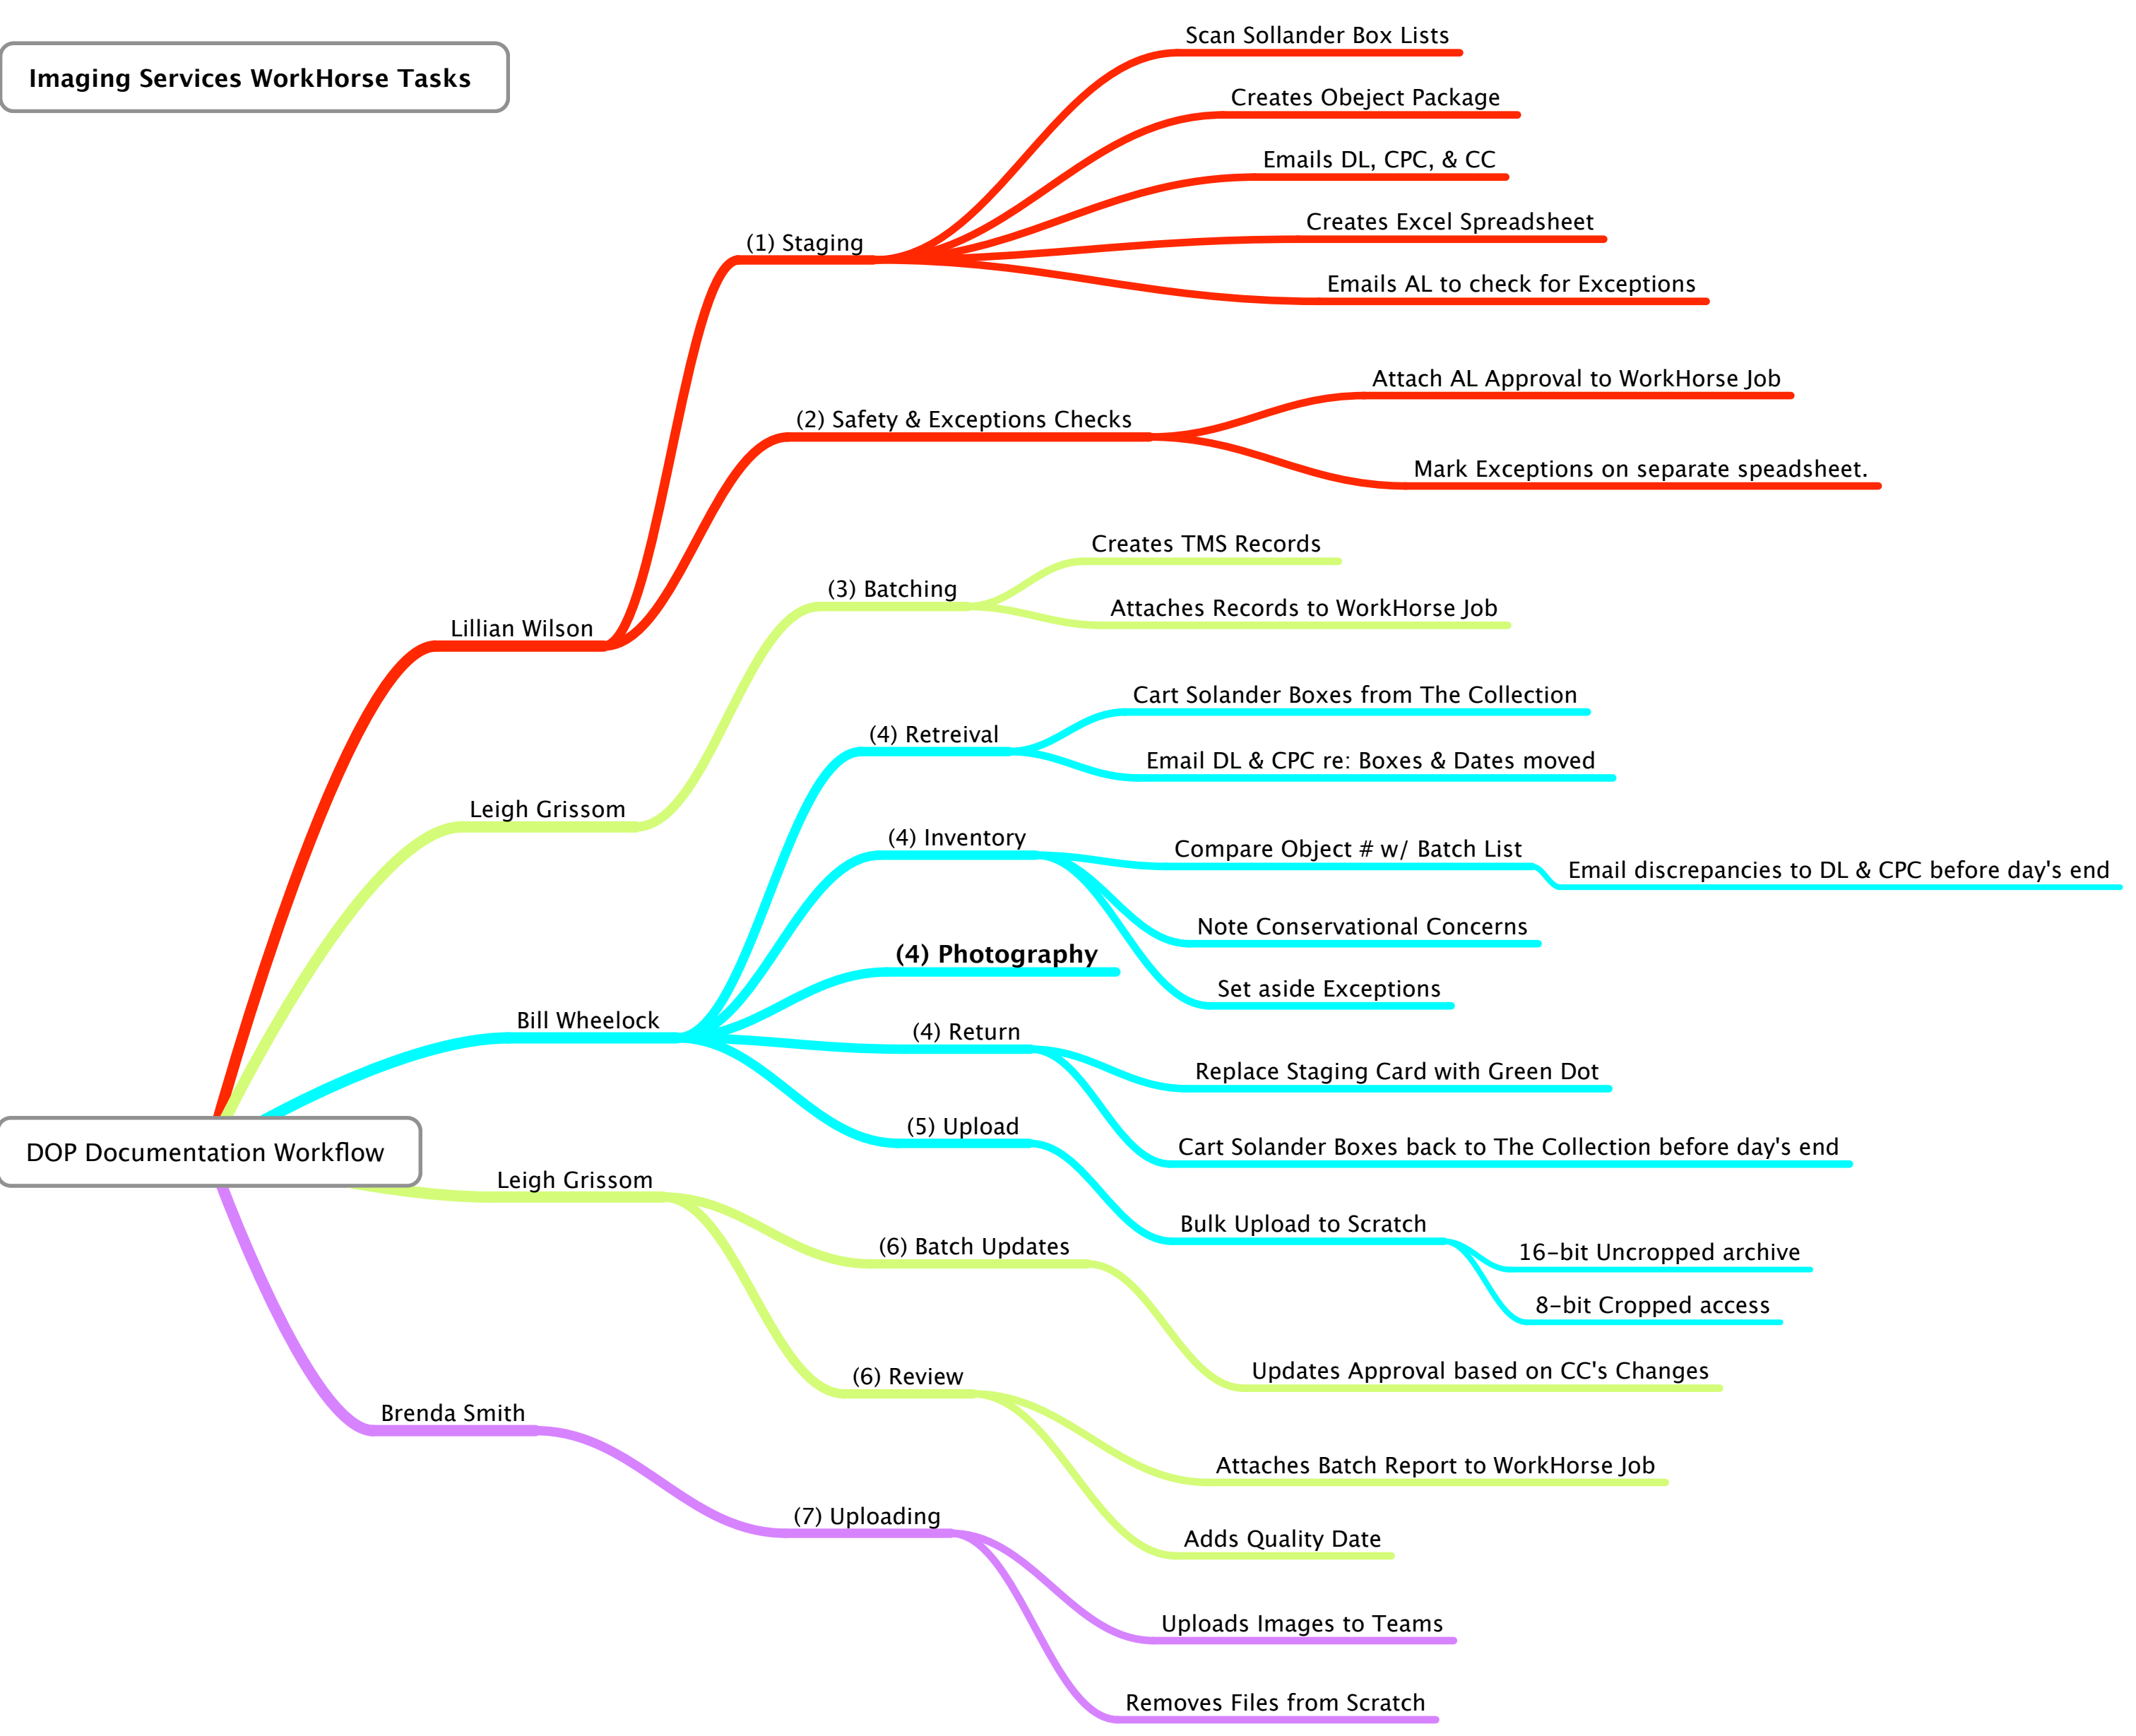 Imaging Services WorkHorse Tasks
Scan Sollander Box Lists
Creates Obeject Package
Emails DL, CPC, & CC
Creates Excel Spreadsheet
(1) Staging
Emails AL to check for Exceptions
Attach AL Approval to WorkHorse Job
(2) Safety & Exceptions Checks
Mark Exceptions on separate speadsheet.
Lillian Wilson
Creates TMS Records
(3) Batching
Attaches Records to WorkHorse Job
Leigh Grissom
Cart Solander Boxes from The Collection
(4) Retreival
Email DL & CPC re: Boxes & Dates moved
(4) Inventory
Compare Object # w/ Batch List
Email discrepancies to DL & CPC before day's end
Note Conservational Concerns
Set aside Exceptions
(4) Photography
Bill Wheelock
(4) Return
Replace Staging Card with Green Dot
Cart Solander Boxes back to The Collection before day's end
(5) Upload
Bulk Upload to Scratch
16-bit Uncropped archive
8-bit Cropped access
DOP Documentation Workflow
Leigh Grissom
(6) Batch Updates
Updates Approval based on CC's Changes
(6) Review
Attaches Batch Report to WorkHorse Job
Adds Quality Date
Brenda Smith
(7) Uploading
Uploads Images to Teams
Removes Files from Scratch